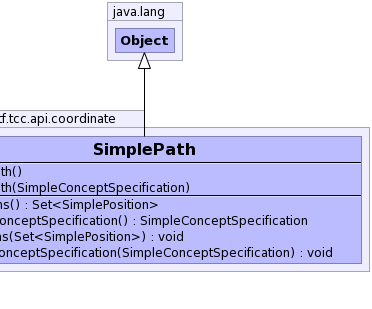 java.lang
Object
tf.tcc.api.coordinate
SimplePath
th()
th(SimpleConceptSpecification)
ns() : Set<SimplePosition>
onceptSpecification() : SimpleConceptSpecification
ns(Set<SimplePosition>) : void
onceptSpecification(SimpleConceptSpecification) : void